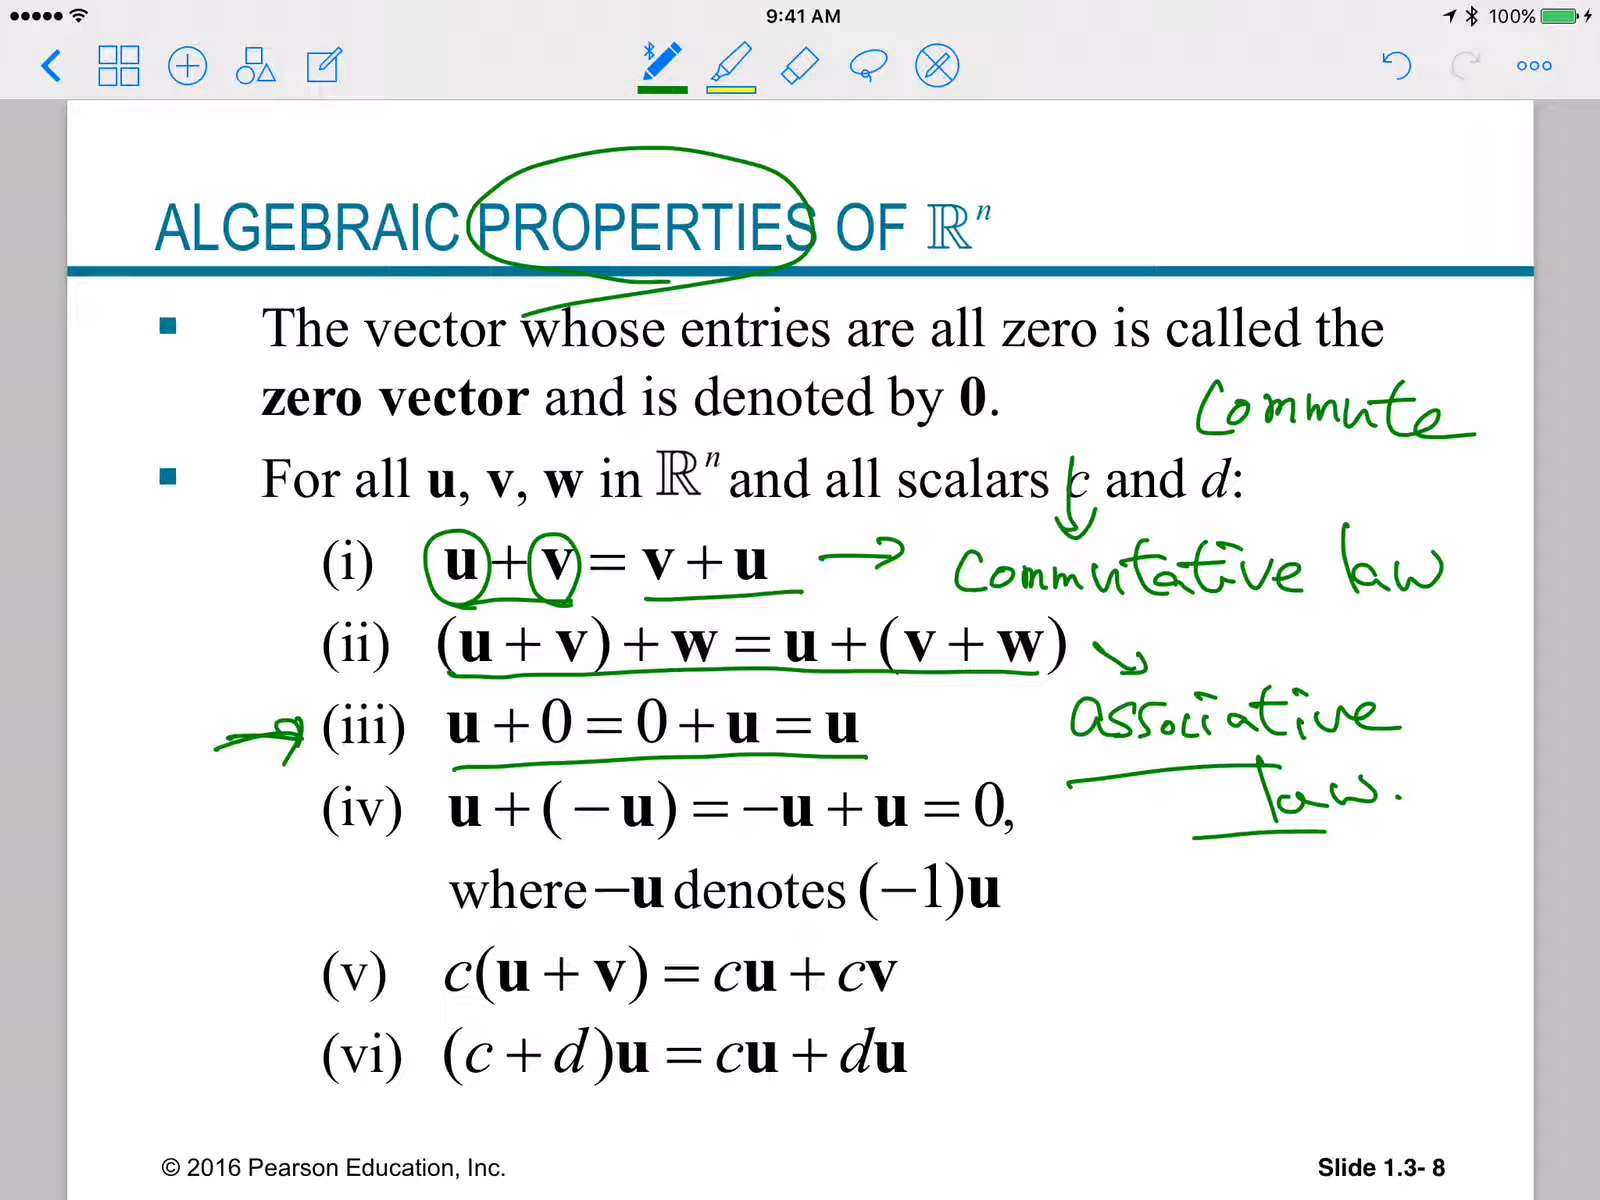 9:41 AM
100%
ALGEBRAIC PROPERTIES OF ℝⁿ
▪ The vector whose entries are all zero is called the
zero vector and is denoted by 0.
Commute
▪ For all u, v, w in ℝⁿ and all scalars c and d:
(i) u + v = v + u → Commutative law
(ii) (u + v) + w = u + (v + w)
associative
law.
(iii) u + 0 = 0 + u = u
(iv) u + (−u) = −u + u = 0,
where −u denotes (−1)u
(v) c(u + v) = cu + cv
(vi) (c + d)u = cu + du
© 2016 Pearson Education, Inc.
Slide 1.3- 8